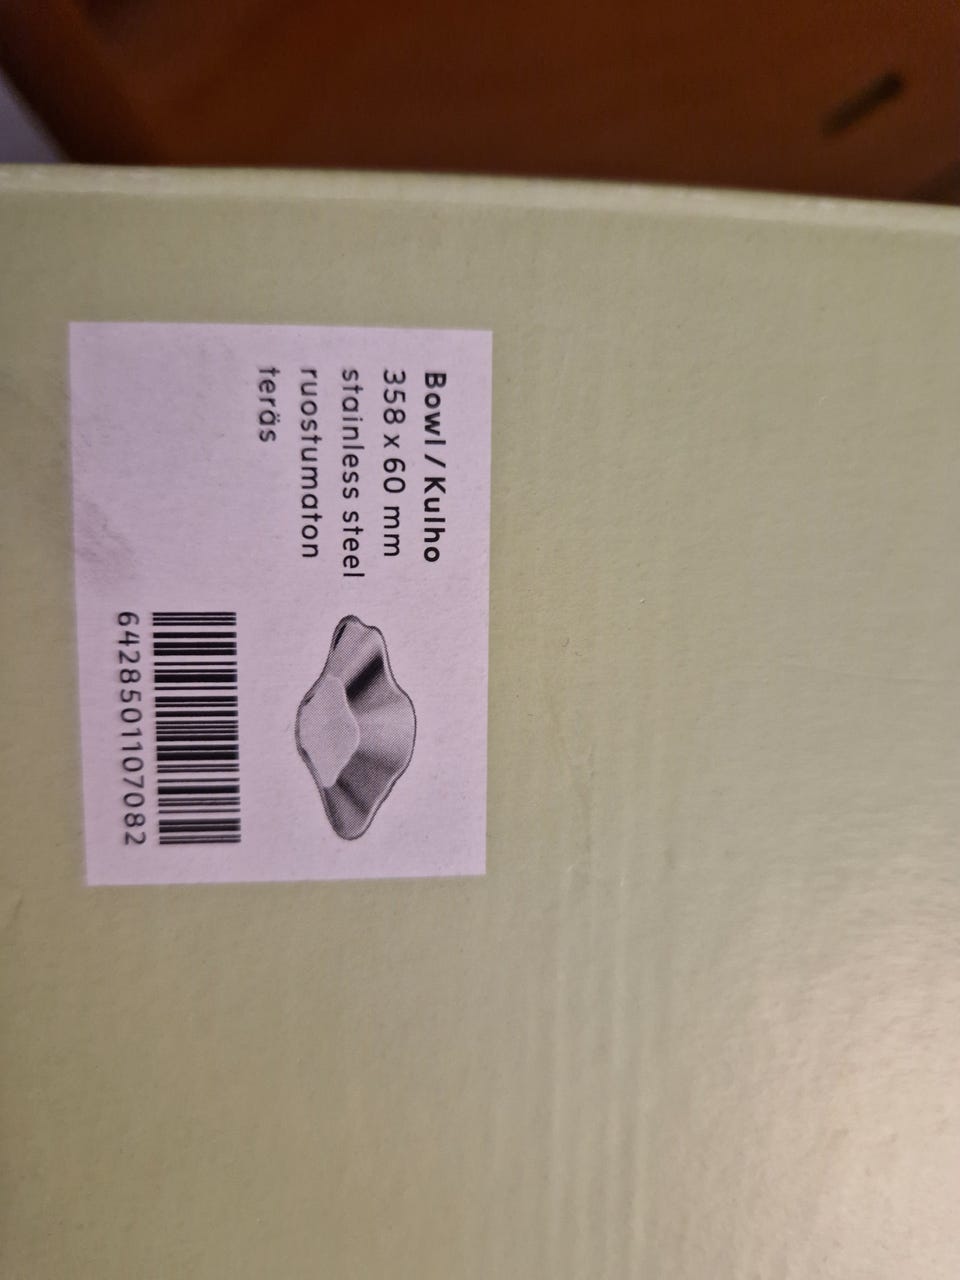 Bowl / Kulho
358 x 60 mm
stainless steel
ruostumaton
teräs
6428501107082